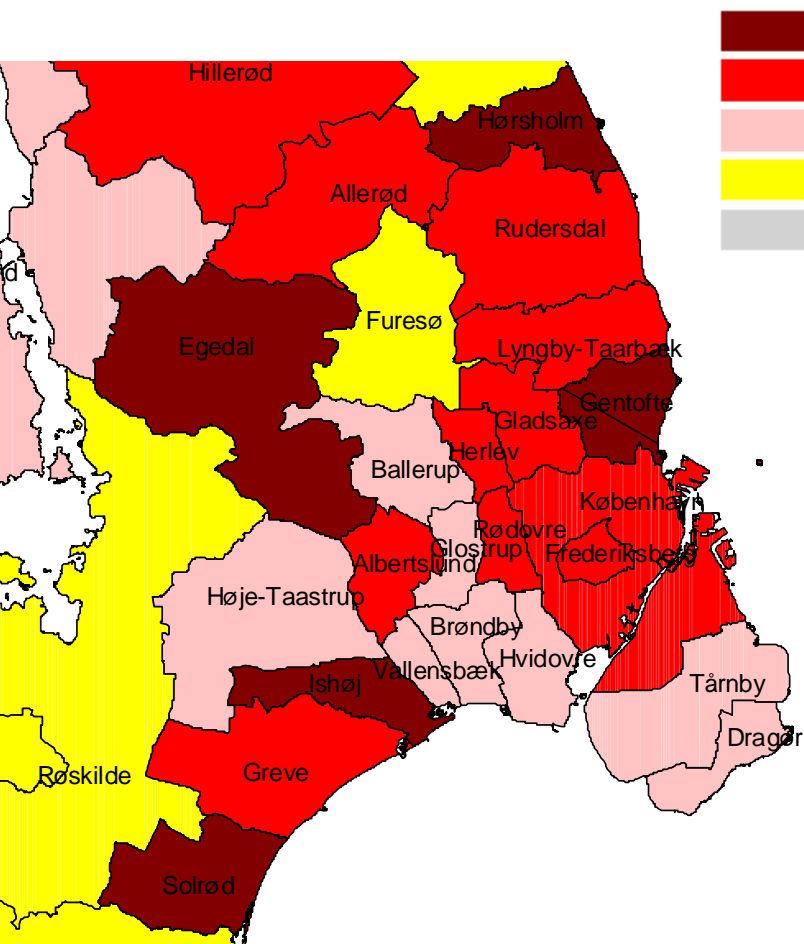 Hillerød
Hørsholm
Allerød
Rudersdal
d
Furesø
Egedal
Lyngby-Taarbæk
Gentofte
Gladsaxe
Herlev
Ballerup
København
Rødovre
Glostrup
Frederiksberg
Albertslund
Høje-Taastrup
Brøndby
Hvidovre
Vallensbæk
Ishøj
Tårnby
Dragør
Greve
Røskilde
Solrød